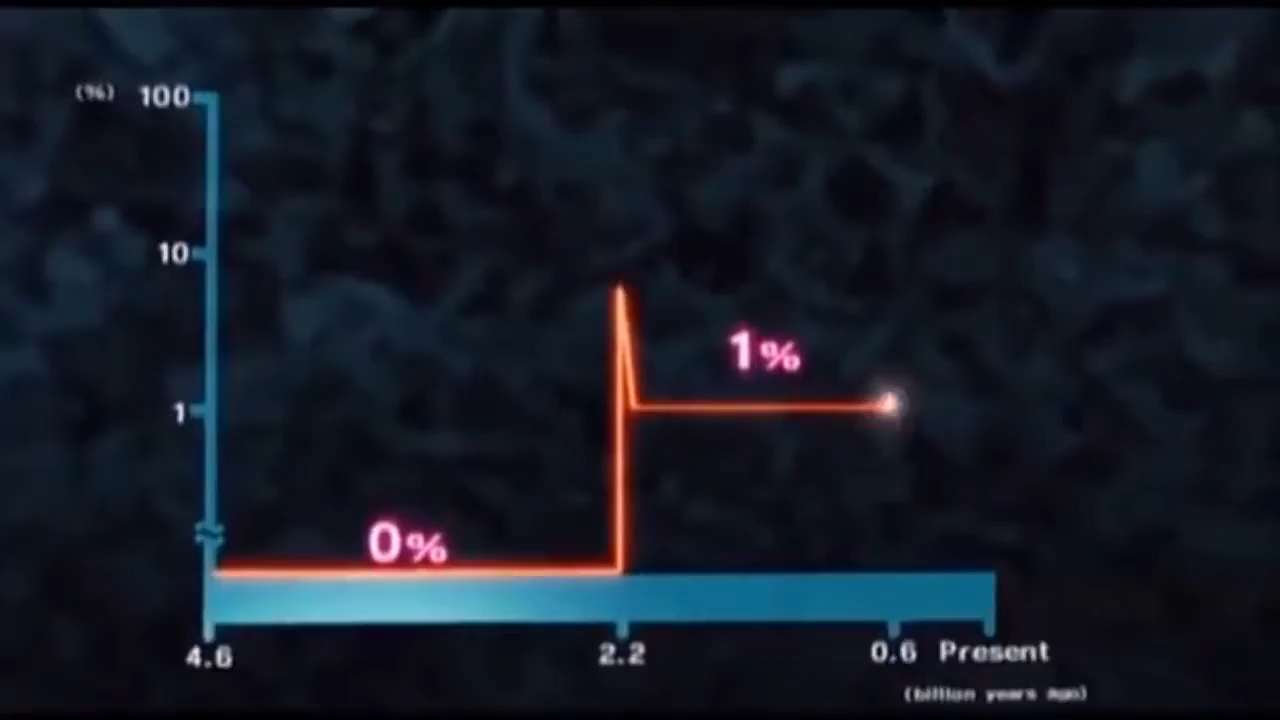 (%) 100
10
1%
1
0%
4.6 2.2 0.6 Present
(billion years ago)